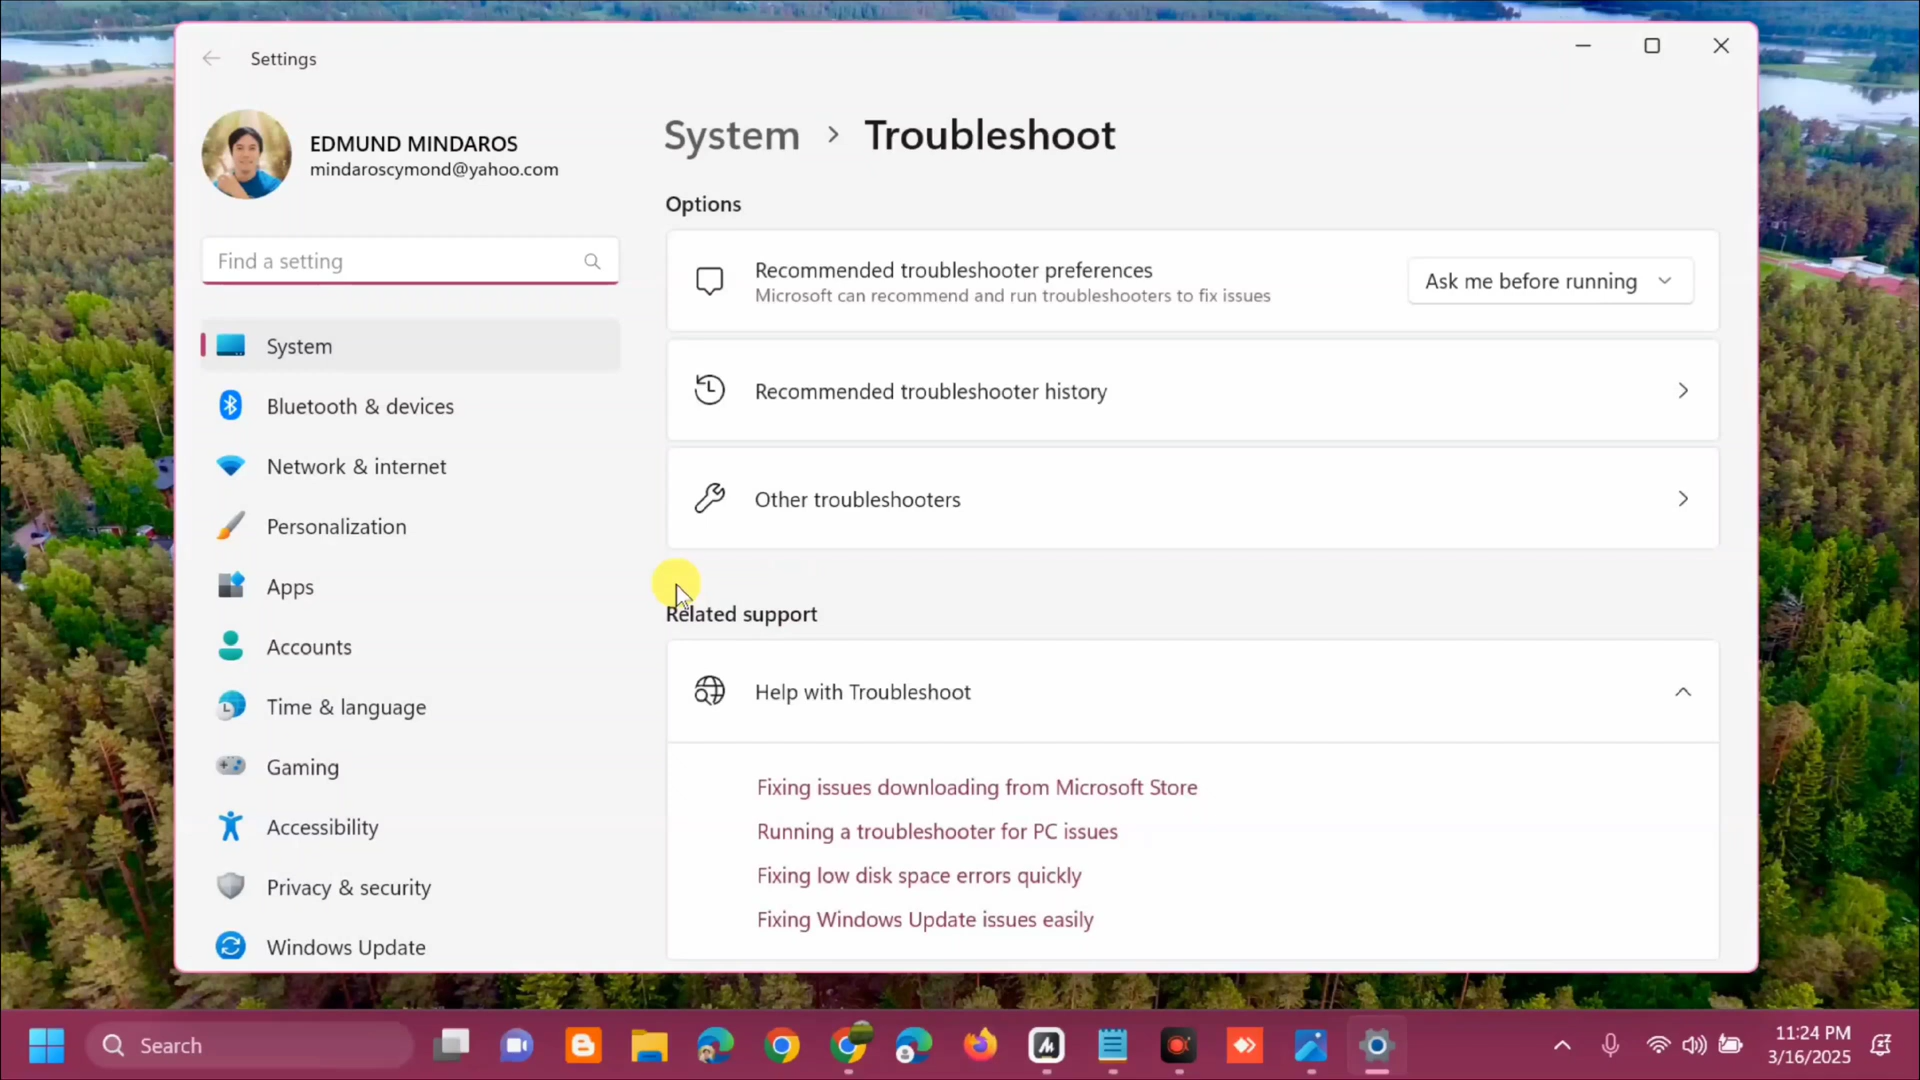 Settings
EDMUND MINDAROS
mindaroscymond@yahoo.com
Find a setting
System
Bluetooth & devices
Network & internet
Personalization
Apps
Accounts
Time & language
Gaming
Accessibility
Privacy & security
Windows Update
System > Troubleshoot
Options
Recommended troubleshooter preferences
Microsoft can recommend and run troubleshooters to fix issues
Ask me before running
Recommended troubleshooter history
Other troubleshooters
Related support
Help with Troubleshoot
Fixing issues downloading from Microsoft Store
Running a troubleshooter for PC issues
Fixing low disk space errors quickly
Fixing Windows Update issues easily
Search
11:24 PM
3/16/2025